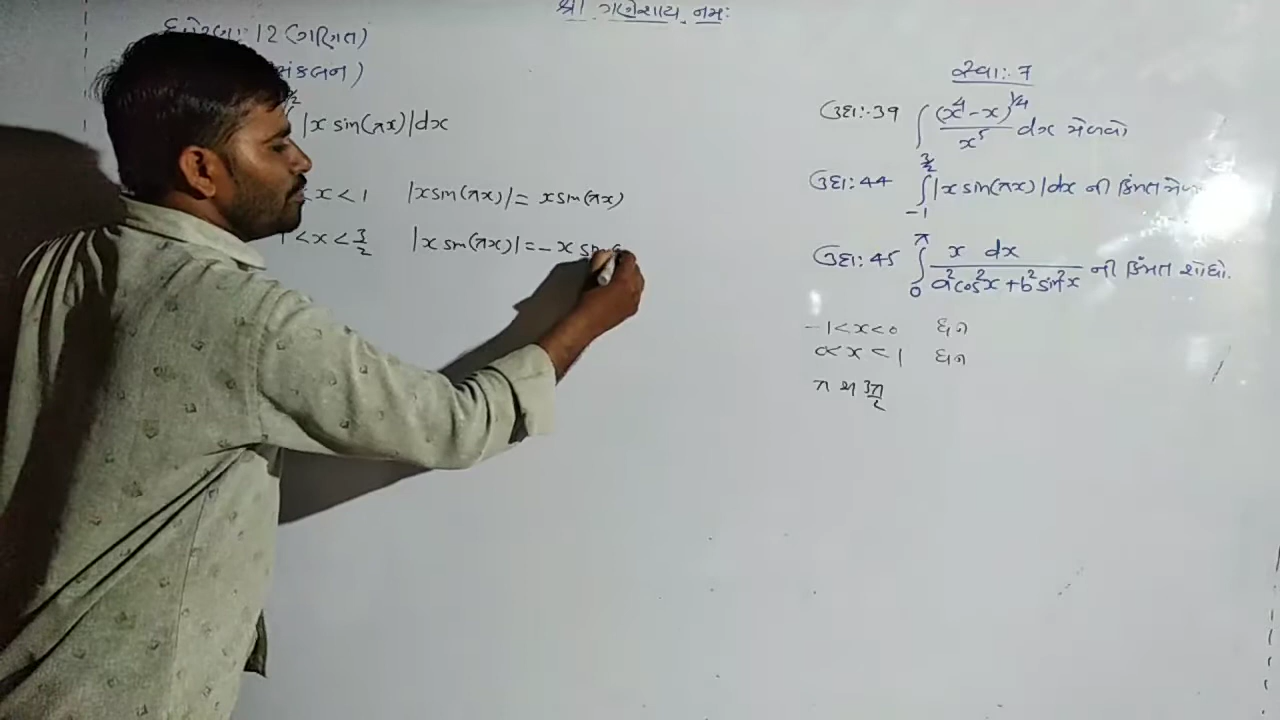 શ્રી ગણેશાય નમઃ
12 (ગણિત)
સંકલન)
|x sin(πx)|dx
x < 1 |x sin(πx)| = x sin(πx)
1 < x < 3/2 |x sin(πx)| = - x sin
સ્વા: 7
ઉદા: 39 ∫ (x⁴ - x)^1/4 / x⁵ dx મેળવો
ઉદા: 44 ∫_{-1}^{3/2} |x sin(πx)|dx ની કિંમત મેળ
ઉદા: 45 ∫_0^π x dx / a²cos²x + b²sin²x ની કિંમત શોધો.
-1 < x < 0 ધન
0 < x < 1 ધન
π થી 3π/2